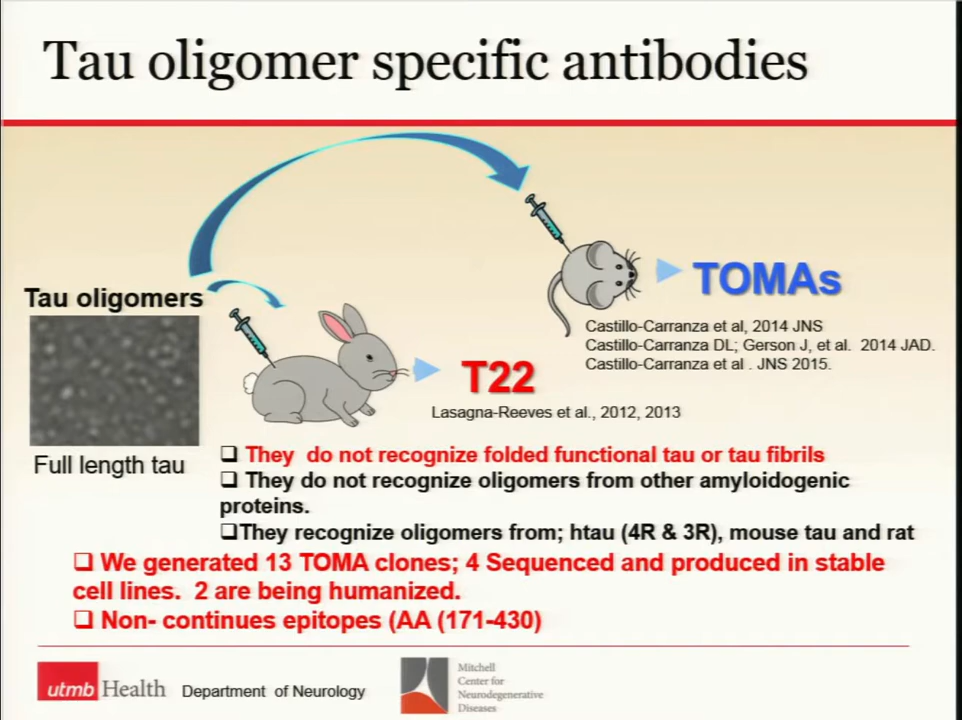 Tau oligomer specific antibodies
Tau oligomers
TOMAs
Castillo-Carranza et al, 2014 JNS
Castillo-Carranza DL; Gerson J, et al. 2014 JAD.
Castillo-Carranza et al . JNS 2015.
T22
Lasagna-Reeves et al., 2012, 2013
Full length tau
❑ They do not recognize folded functional tau or tau fibrils
❑ They do not recognize oligomers from other amyloidogenic
proteins.
❑They recognize oligomers from; htau (4R & 3R), mouse tau and rat
❑ We generated 13 TOMA clones; 4 Sequenced and produced in stable
cell lines. 2 are being humanized.
❑ Non- continues epitopes (AA (171-430)
utmb Health Department of Neurology
Mitchell
Center for
Neurodegenerative
Diseases